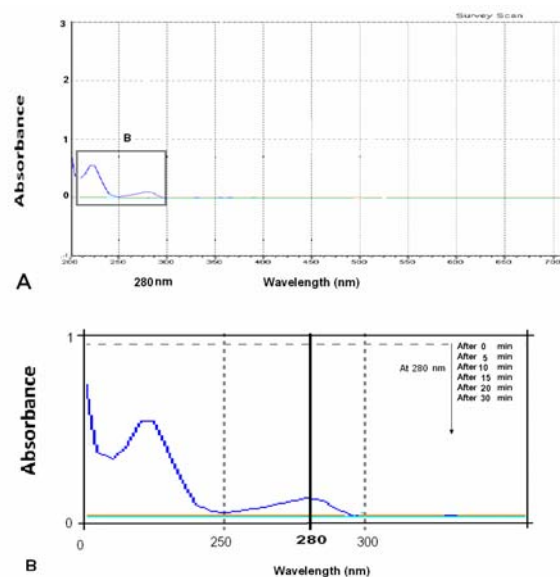 Survey Scan
3
2
1
0
-1
Absorbance
B
200 250 300 350 400 450 500 550 600 650 700
280 nm Wavelength (nm)
A
1
0
Absorbance
At 280 nm
After 0 min
After 5 min
After 10 min
After 15 min
After 20 min
After 30 min
0 250 280 300
Wavelength (nm)
B